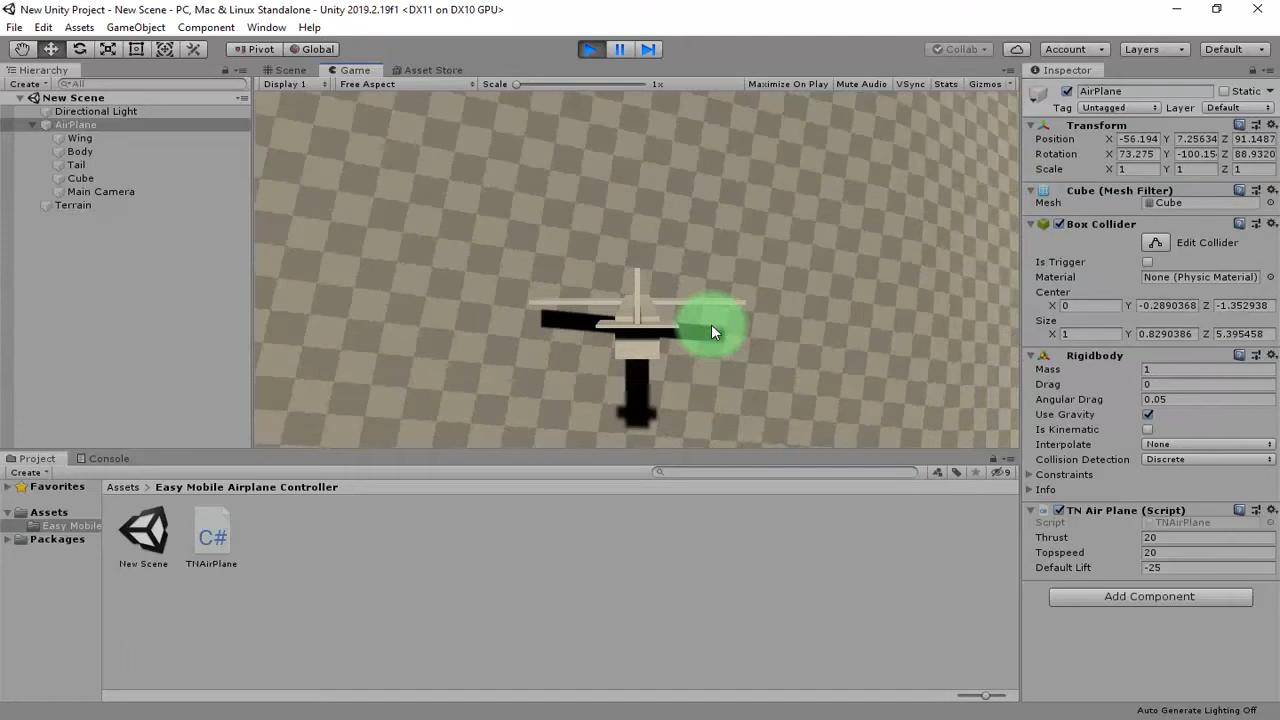 New Unity Project - New Scene - PC, Mac & Linux Standalone - Unity 2019.2.19f1 <DX11 on DX10 GPU>
File Edit Assets GameObject Component Window Help
Pivot Global Collab Account Layers Default
Hierarchy Scene Game Asset Store Inspector
Create All Display 1 Free Aspect Scale 1x Maximize On Play Mute Audio VSync Stats Gizmos
New Scene
Directional Light
AirPlane
Wing
Body
Tail
Cube
Main Camera
Terrain
AirPlane Static
Tag Untagged Layer Default
Transform
Position X -56.194 Y 7.25634 Z 91.1487
Rotation X 73.275 Y -100.15 Z 88.9320
Scale X 1 Y 1 Z 1
Cube (Mesh Filter)
Mesh Cube
Box Collider
Edit Collider
Is Trigger
Material None (Physic Material)
Center
X 0 Y -0.2890368 Z -1.352938
Size
X 1 Y 0.8290386 Z 5.395458
Rigidbody
Mass 1
Drag 0
Angular Drag 0.05
Use Gravity
Is Kinematic
Interpolate None
Collision Detection Discrete
Constraints
Info
TN Air Plane (Script)
Script TNAirPlane
Thrust 20
Topspeed 20
Default Lift -25
Add Component
Project Console
Create 9
Favorites
Assets
Easy Mobile
Packages
Assets > Easy Mobile Airplane Controller
C#
New Scene TNAirPlane
Auto Generate Lighting Off